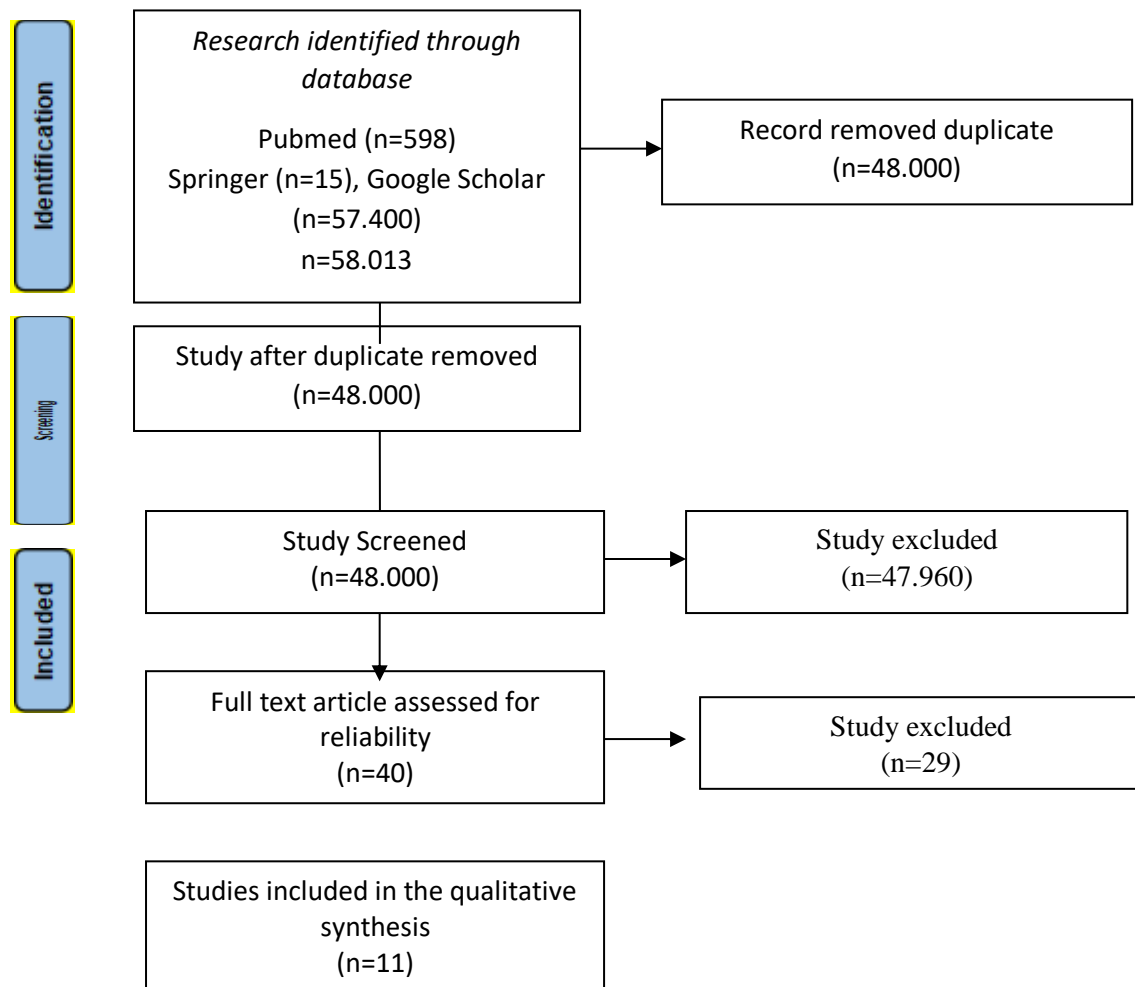 Identification
Research identified through
database
Pubmed (n=598)
Springer (n=15), Google Scholar
(n=57.400)
n=58.013
Record removed duplicate
(n=48.000)
Screening
Study after duplicate removed
(n=48.000)
Study Screened
(n=48.000)
Study excluded
(n=47.960)
Included
Full text article assessed for
reliability
(n=40)
Study excluded
(n=29)
Studies included in the qualitative
synthesis
(n=11)